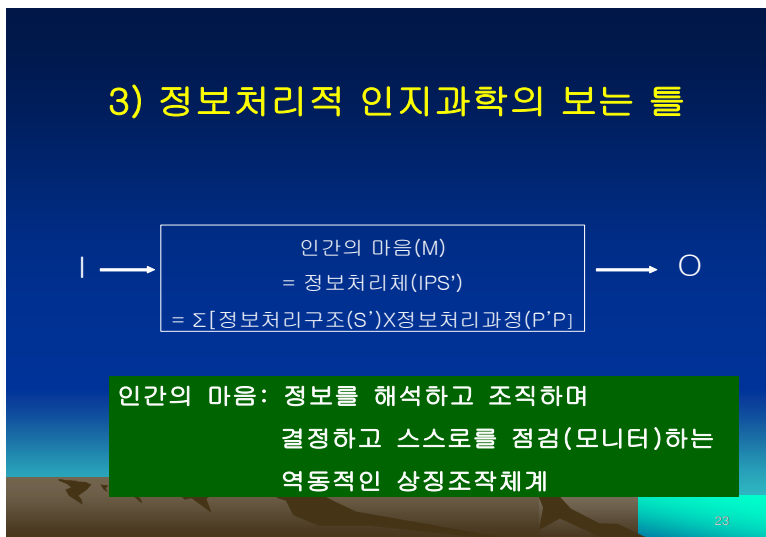 3) 정보처리적 인지과학의 보는 틀
인간의 마음(M)
I
= 정보처리체(IPS’)
O
= Σ[정보처리구조(S’)X정보처리과정(P’P]
인간의 마음: 정보를 해석하고 조직하며
결정하고 스스로를 점검(모니터)하는
역동적인 상징조작체계
23